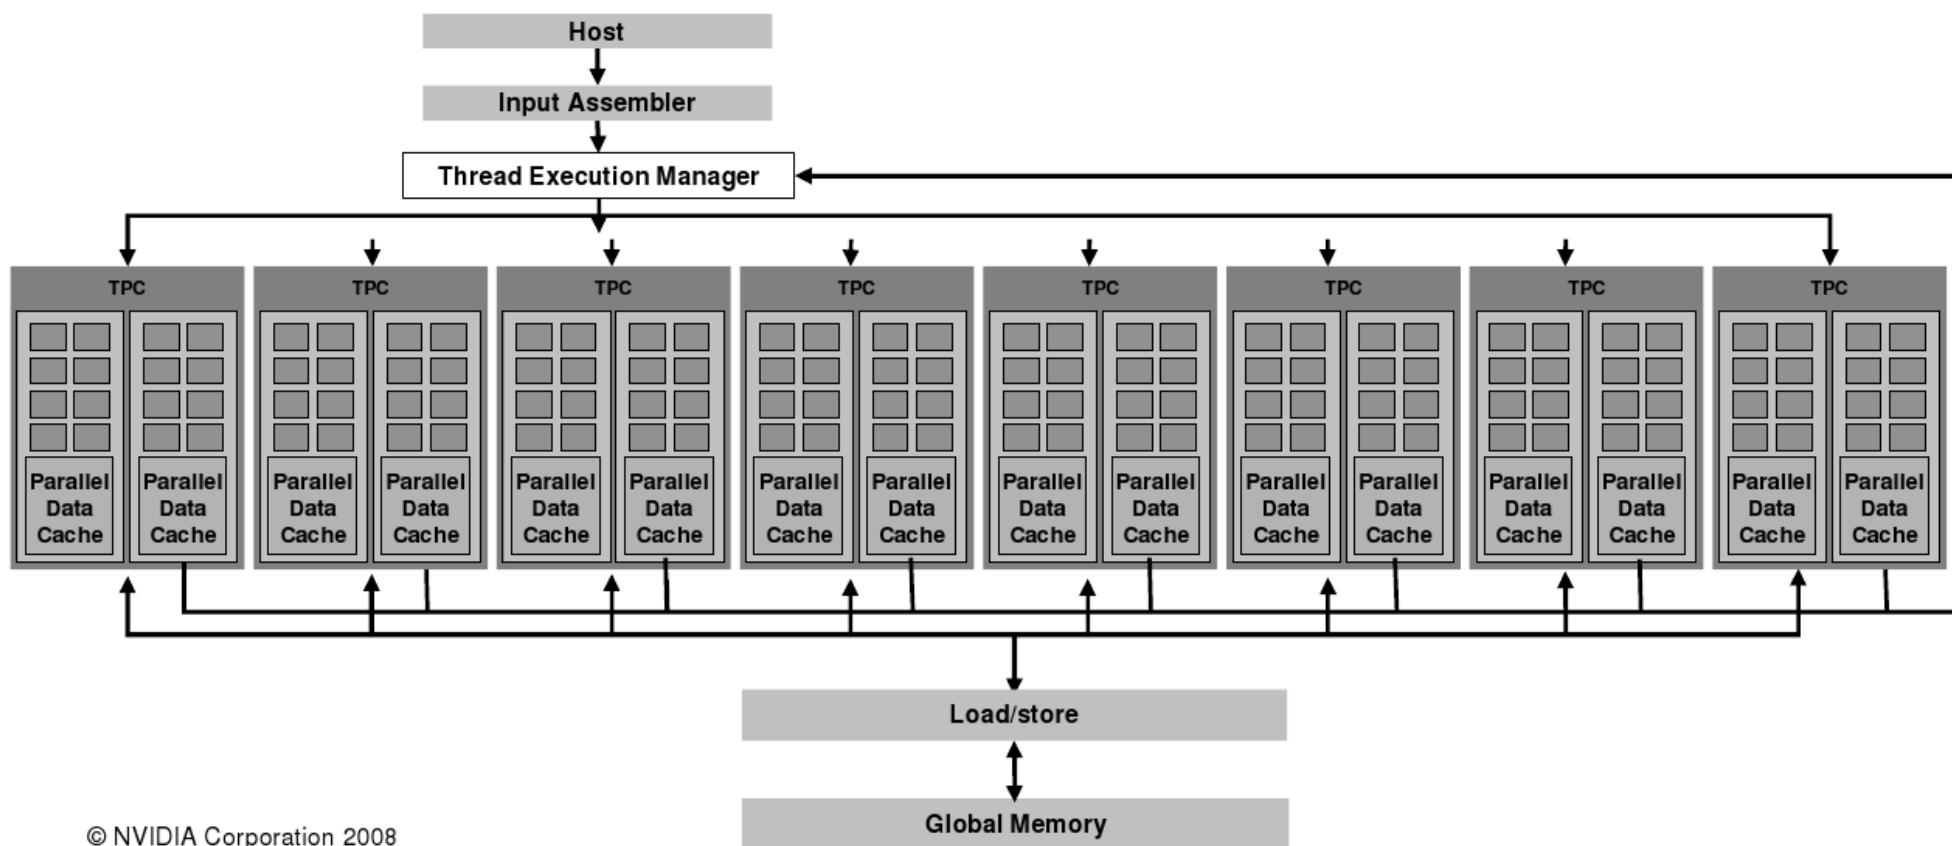 Host
Input Assembler
Thread Execution Manager
TPC TPC TPC TPC TPC TPC TPC TPC
Parallel Parallel Parallel Parallel Parallel Parallel Parallel Parallel Parallel Parallel Parallel Parallel Parallel Parallel Parallel Parallel
Data Data Data Data Data Data Data Data Data Data Data Data Data Data Data Data
Cache Cache Cache Cache Cache Cache Cache Cache Cache Cache Cache Cache Cache Cache Cache Cache
Load/store
Global Memory
© NVIDIA Corporation 2008